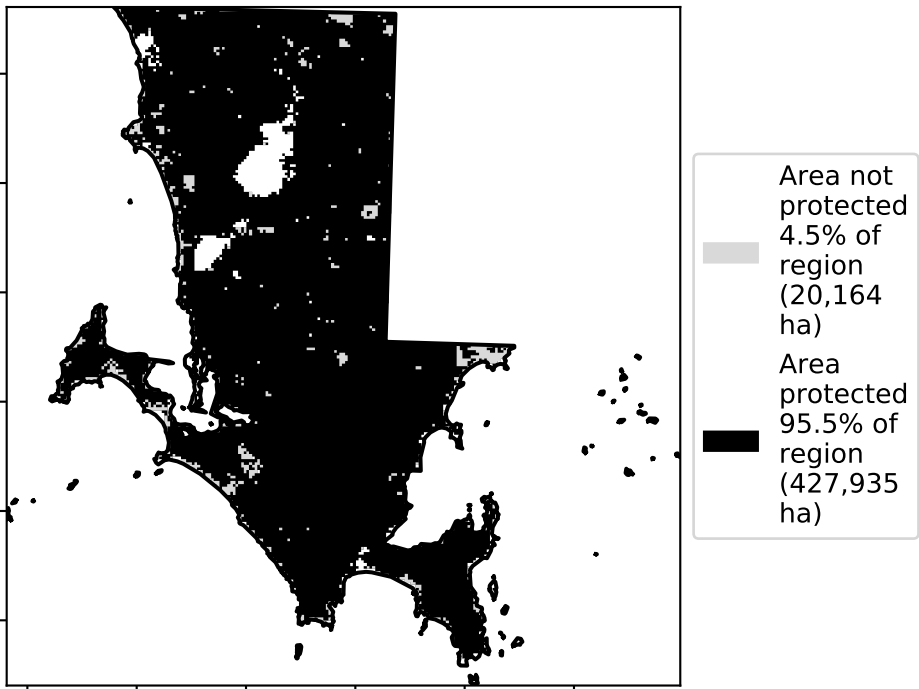 Area not
protected
4.5% of
region
(20,164
ha)
Area
protected
95.5% of
region
(427,935
ha)